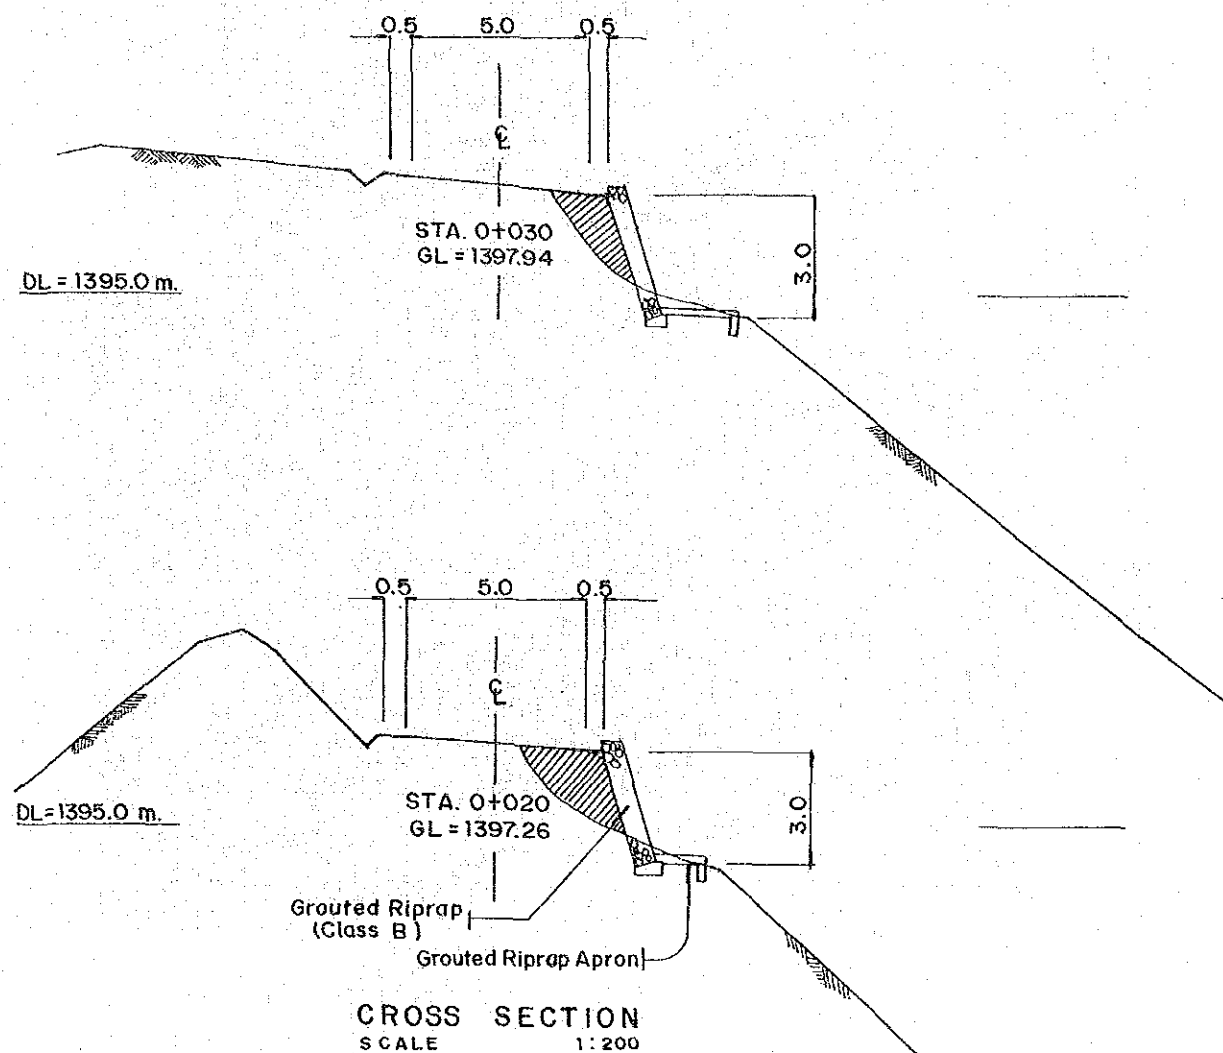 0.5 5.0 0.5
℄
STA. 0+030
GL = 1397.94
3.0
DL = 1395.0 m.
0.5 5.0 0.5
℄
STA. 0+020
GL = 1397.26
3.0
DL=1395.0 m.
Grouted Riprap
(Class B)
Grouted Riprap Apron
CROSS SECTION
SCALE 1:200